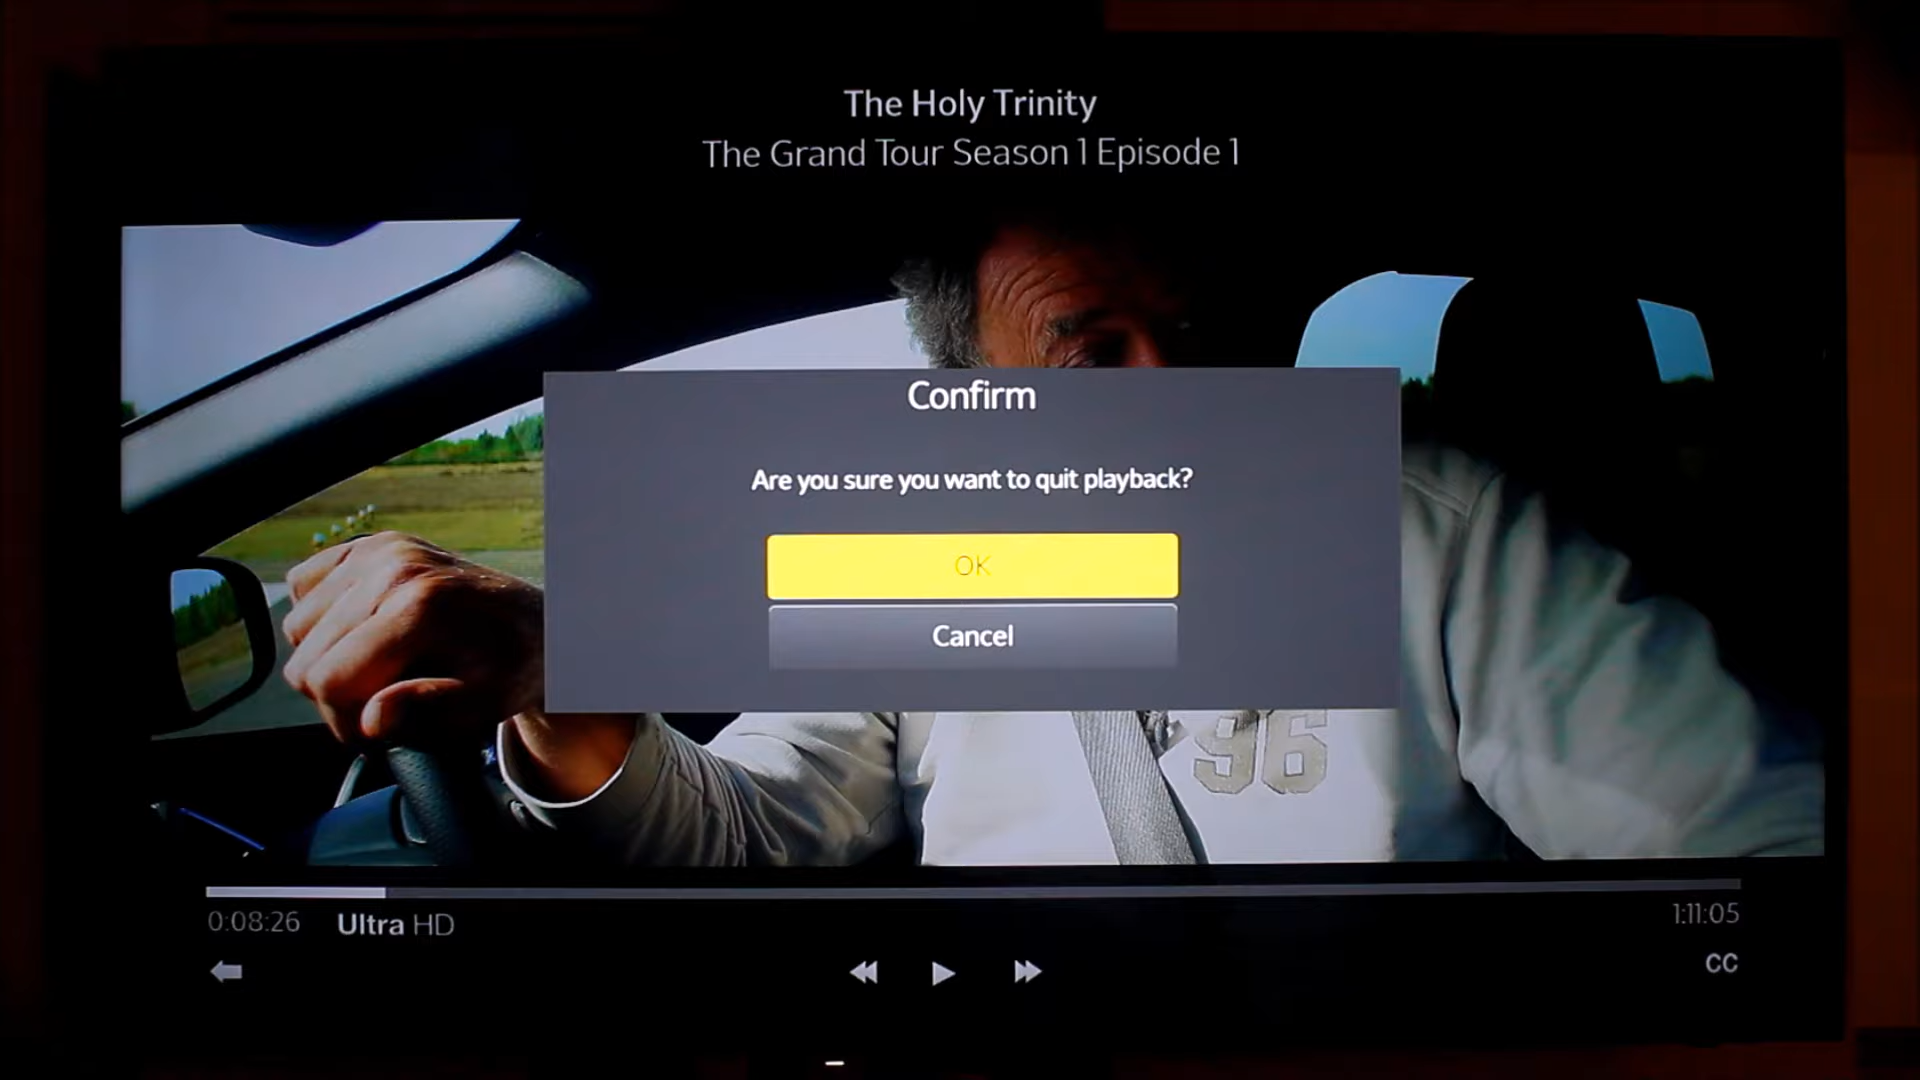 The Holy Trinity
The Grand Tour Season 1 Episode 1
Confirm
Are you sure you want to quit playback?
OK
Cancel
96
0:08:26 Ultra HD 1:11:05
CC